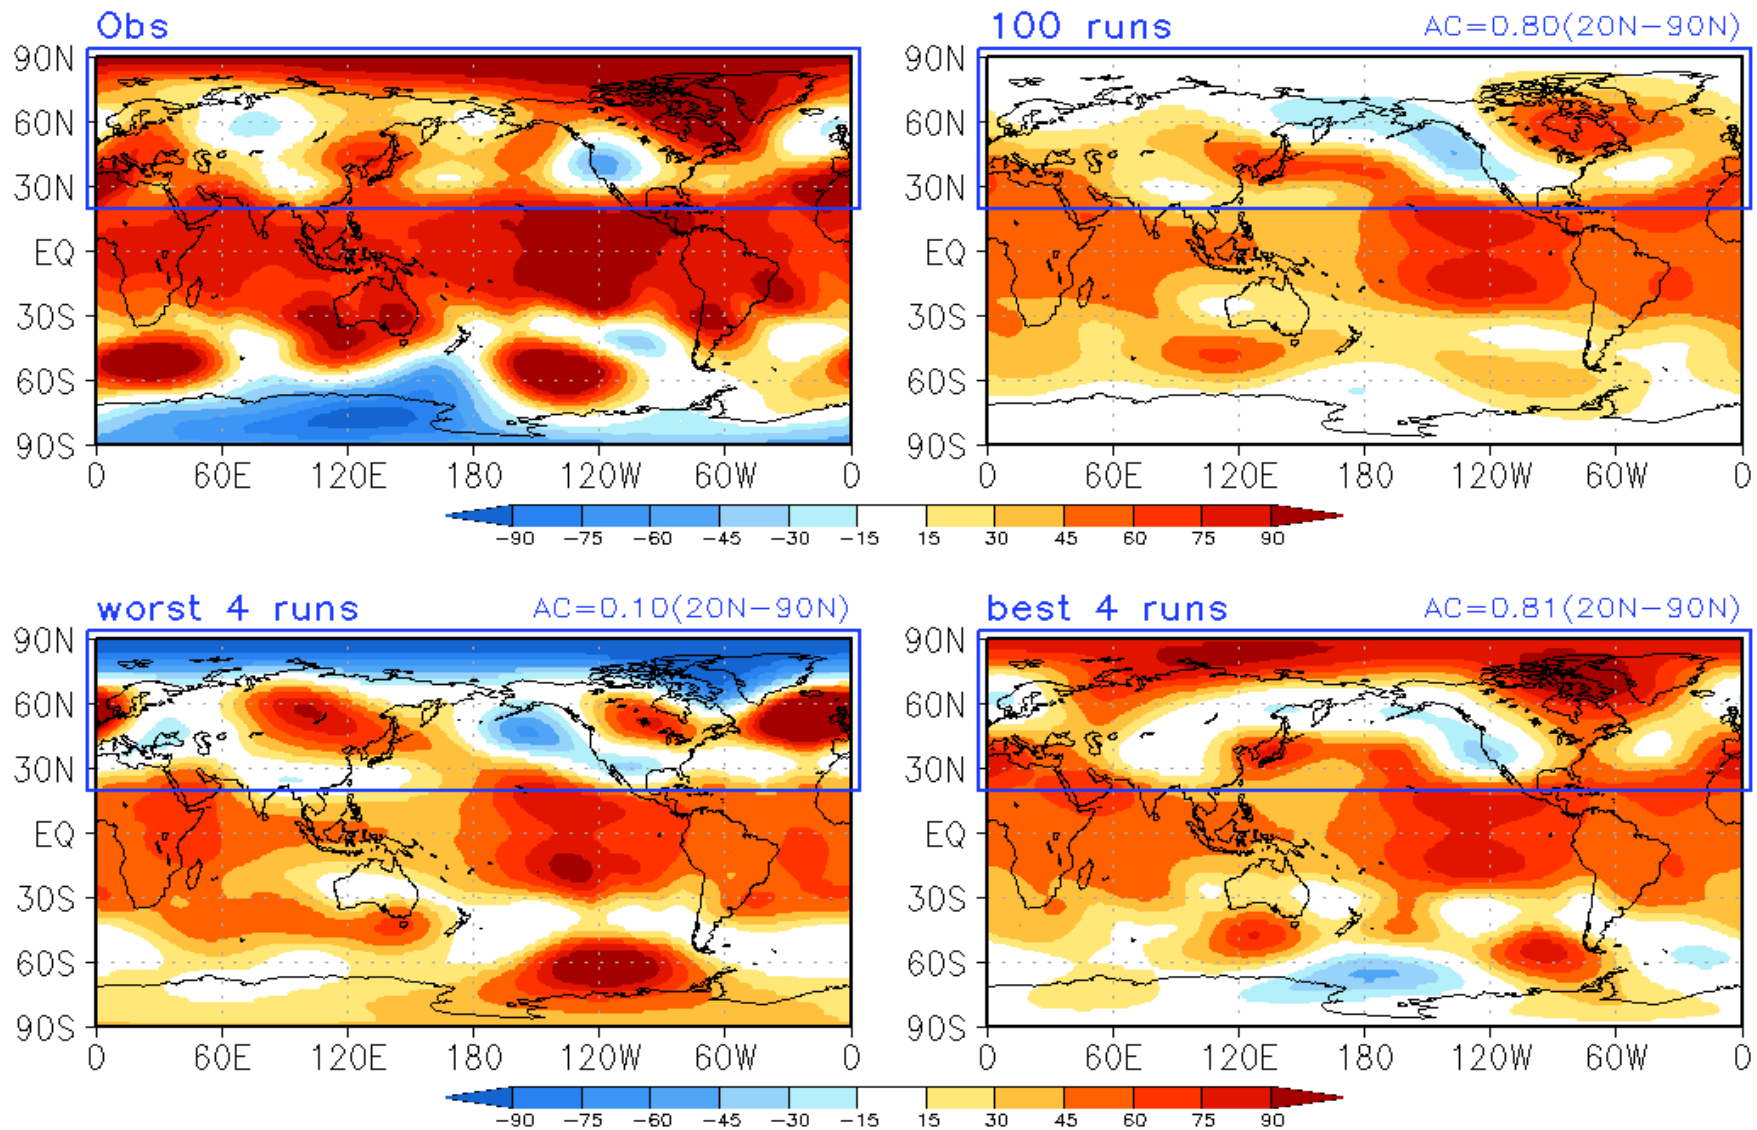 Obs
100 runs AC=0.80(20N-90N)
90N 90N
60N 60N
30N 30N
EQ EQ
30S 30S
60S 60S
90S 90S
0 60E 120E 180 120W 60W 0 0 60E 120E 180 120W 60W 0
-90 -75 -60 -45 -30 -15 15 30 45 60 75 90
worst 4 runs AC=0.10(20N-90N) best 4 runs AC=0.81(20N-90N)
90N 90N
60N 60N
30N 30N
EQ EQ
30S 30S
60S 60S
90S 90S
0 60E 120E 180 120W 60W 0 0 60E 120E 180 120W 60W 0
-90 -75 -60 -45 -30 -15 15 30 45 60 75 90